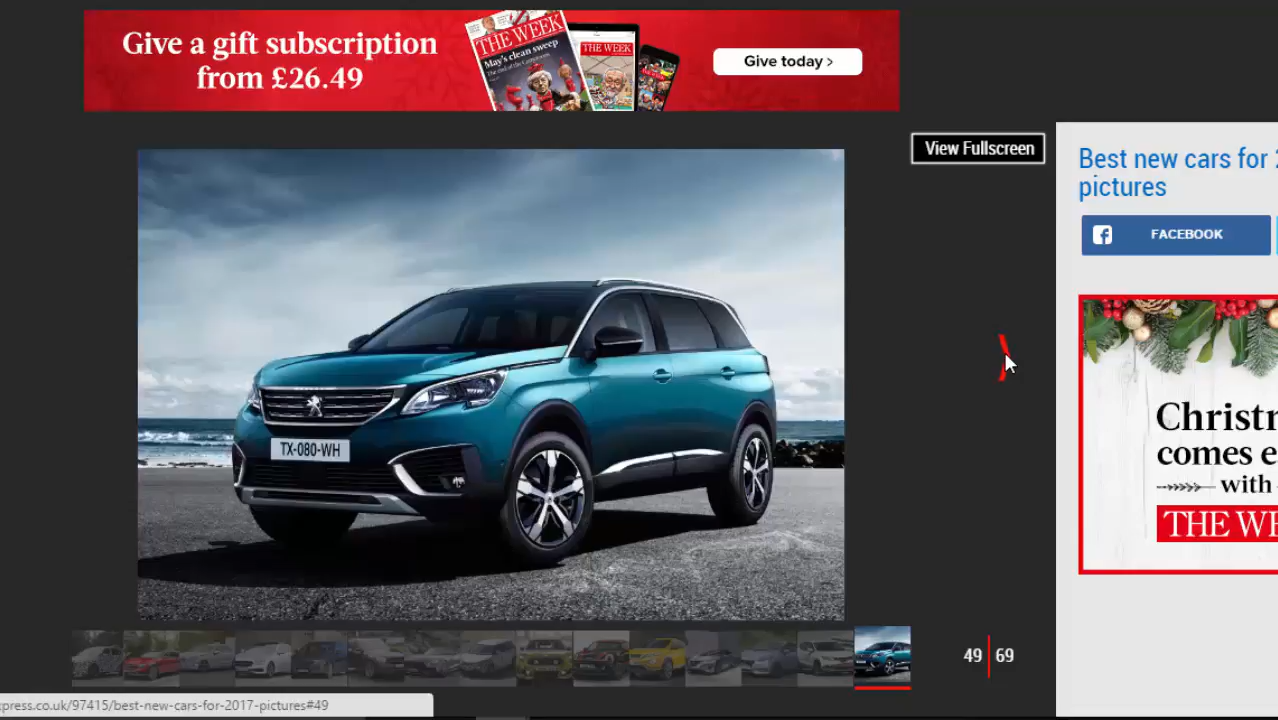 Give a gift subscription
from £26.49
THE WEEK
May's clean sweep
THE WEEK
Give today >
View Fullscreen
Best new cars for 2
pictures
FACEBOOK
TX-080-WH
Christm
comes e
with
THE WE
49 69
xpress.co.uk/97415/best-new-cars-for-2017-pictures#49